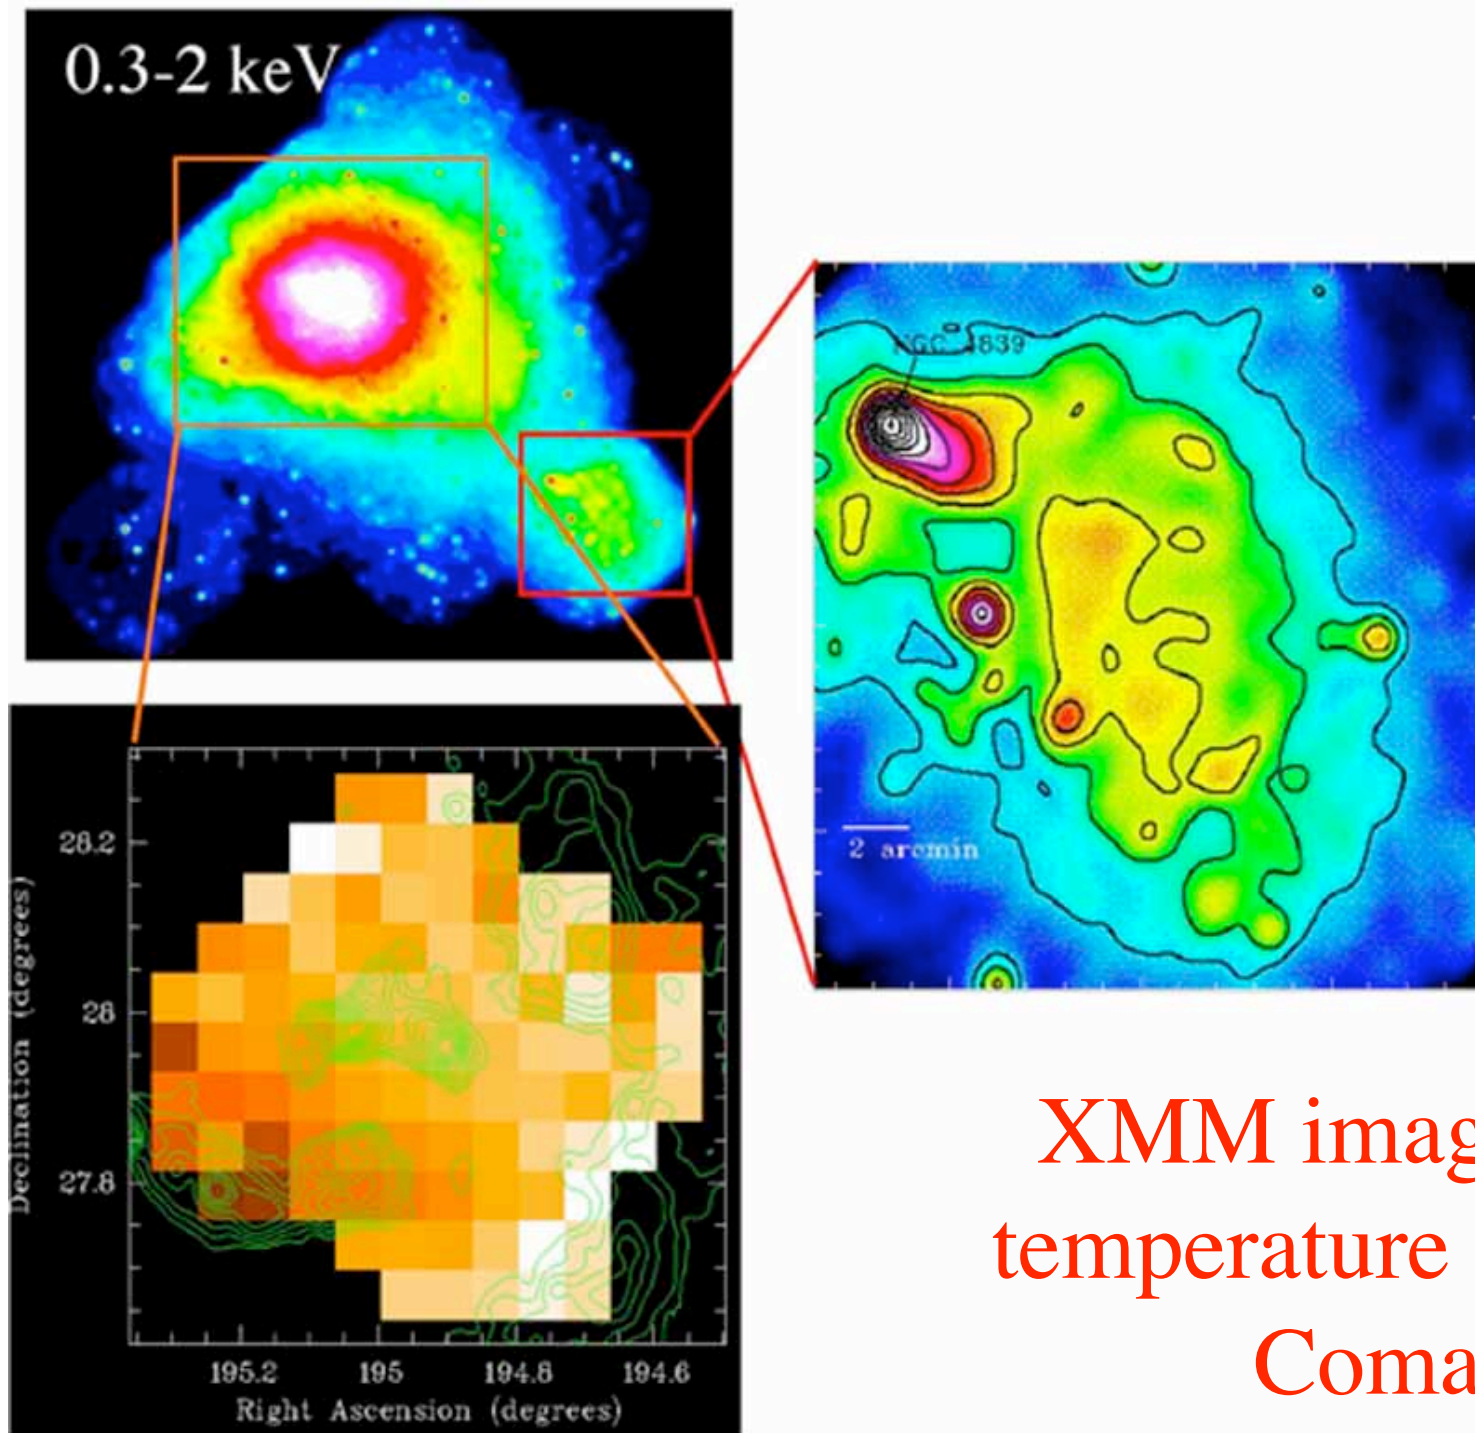 0.3-2 keV
NGC 4839
2 arcmin
28.2
28
27.8
Declination (degrees)
195.2 195 194.8 194.6
Right Ascension (degrees)
XMM imag
temperature
Coma